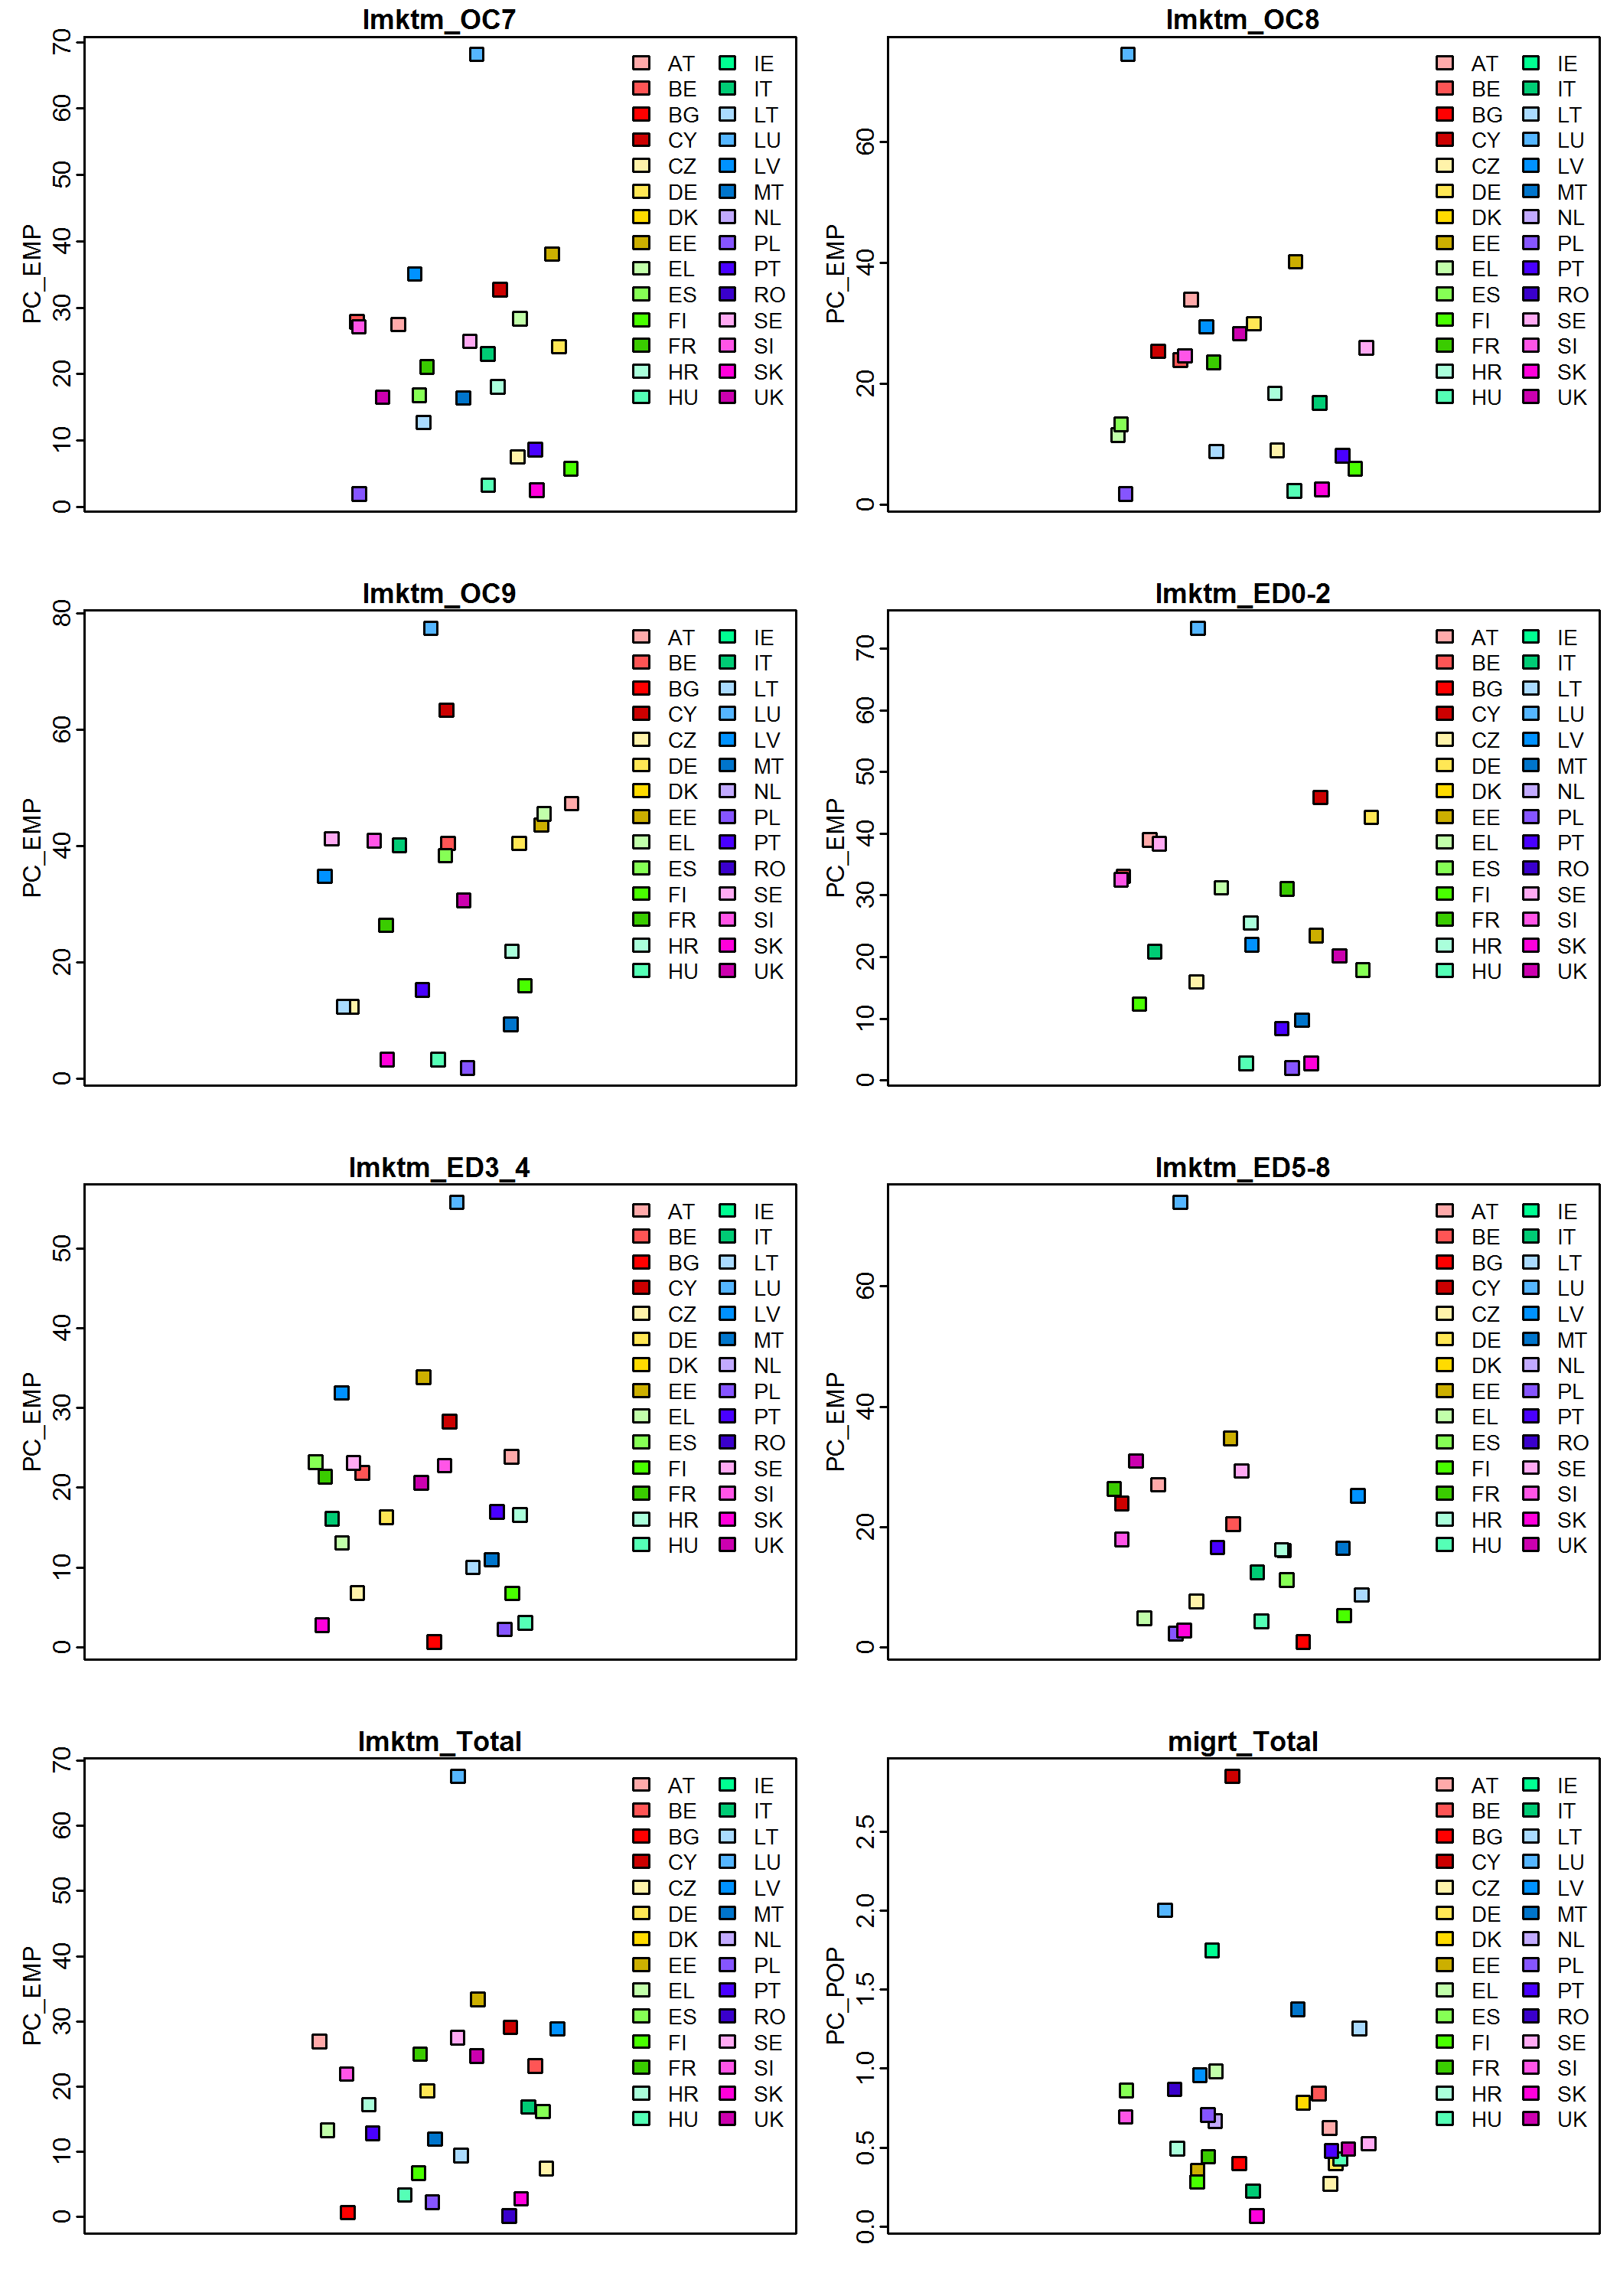 lmktm_OC7
PC_EMP
0 10 20 30 40 50 60 70
AT IE
BE IT
BG LT
CY LU
CZ LV
DE MT
DK NL
EE PL
EL PT
ES RO
FI SE
FR SI
HR SK
HU UK
lmktm_OC8
PC_EMP
0 20 40 60
AT IE
BE IT
BG LT
CY LU
CZ LV
DE MT
DK NL
EE PL
EL PT
ES RO
FI SE
FR SI
HR SK
HU UK
lmktm_OC9
PC_EMP
0 20 40 60 80
AT IE
BE IT
BG LT
CY LU
CZ LV
DE MT
DK NL
EE PL
EL PT
ES RO
FI SE
FR SI
HR SK
HU UK
lmktm_ED0-2
PC_EMP
0 10 20 30 40 50 60 70
AT IE
BE IT
BG LT
CY LU
CZ LV
DE MT
DK NL
EE PL
EL PT
ES RO
FI SE
FR SI
HR SK
HU UK
lmktm_ED3_4
PC_EMP
0 10 20 30 40 50
AT IE
BE IT
BG LT
CY LU
CZ LV
DE MT
DK NL
EE PL
EL PT
ES RO
FI SE
FR SI
HR SK
HU UK
lmktm_ED5-8
PC_EMP
0 20 40 60
AT IE
BE IT
BG LT
CY LU
CZ LV
DE MT
DK NL
EE PL
EL PT
ES RO
FI SE
FR SI
HR SK
HU UK
lmktm_Total
PC_EMP
0 10 20 30 40 50 60 70
AT IE
BE IT
BG LT
CY LU
CZ LV
DE MT
DK NL
EE PL
EL PT
ES RO
FI SE
FR SI
HR SK
HU UK
migrt_Total
PC_POP
0.0 0.5 1.0 1.5 2.0 2.5
AT IE
BE IT
BG LT
CY LU
CZ LV
DE MT
DK NL
EE PL
EL PT
ES RO
FI SE
FR SI
HR SK
HU UK